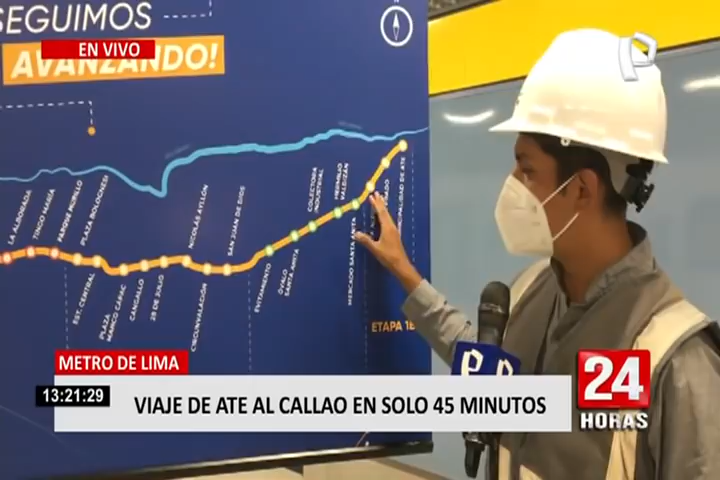 SEGUIMOS
AVANZANDO!
EN VIVO
LA ALBORADA
TINGO MARÍA
PARQUE MURILLO
PLAZA BOLOGNESI
EST. CENTRAL
PLAZA
MANCO CÁPAC
CANGALLO
28 DE JULIO
NICOLÁS AYLLÓN
CIRCUNVALACIÓN
SAN JUAN DE DIOS
EVITAMIENTO
ÓVALO
SANTA ANITA
COLECTORA
INDUSTRIAL
HERMILIO
VALDIZÁN
MERCADO SANTA ANITA
DE ATE
ETAPA 1B
METRO DE LIMA
13:21:29
VIAJE DE ATE AL CALLAO EN SOLO 45 MINUTOS
24
HORAS